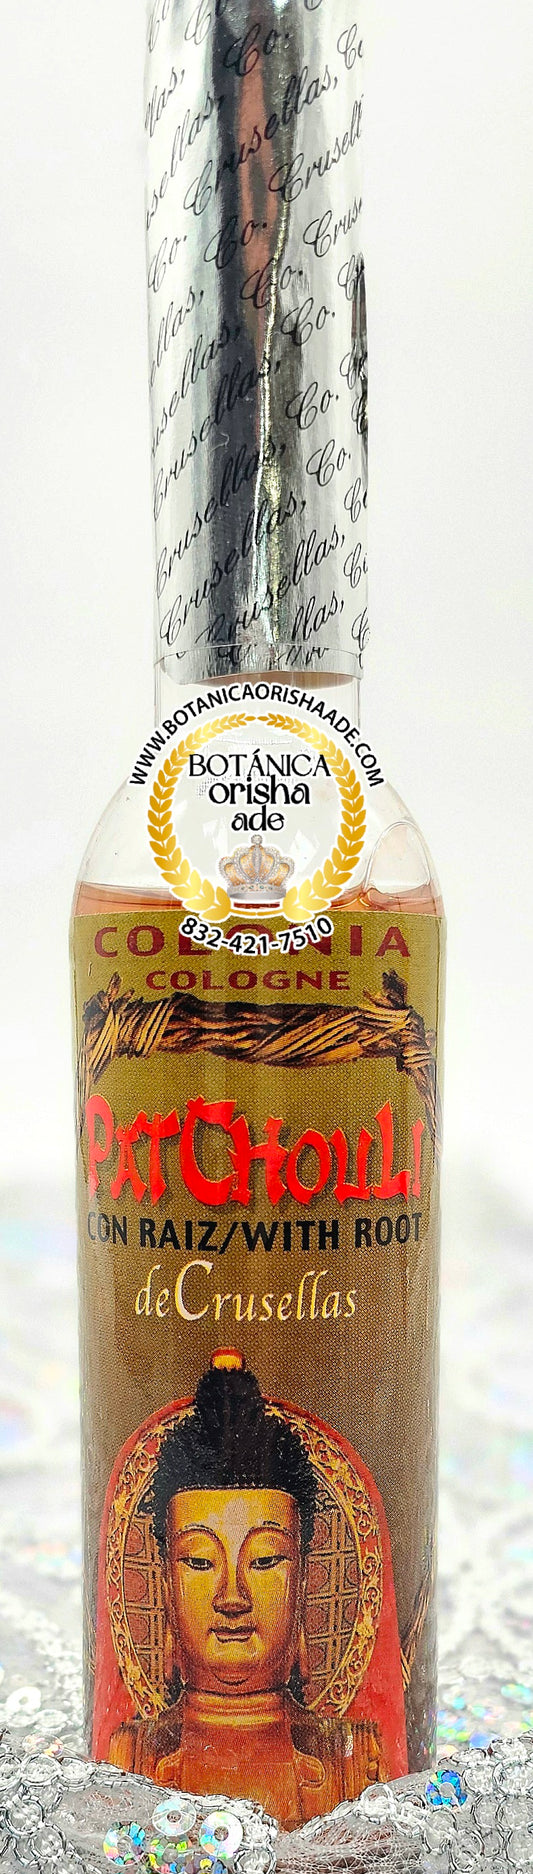 Crusellas, Co.
WWW.BOTANICAORISHAADE.COM
BOTÁNICA
orisha
ade
832-421-7510
COLONIA
COLOGNE
PATCHOULI
CON RAIZ/WITH ROOT
deCrusellas